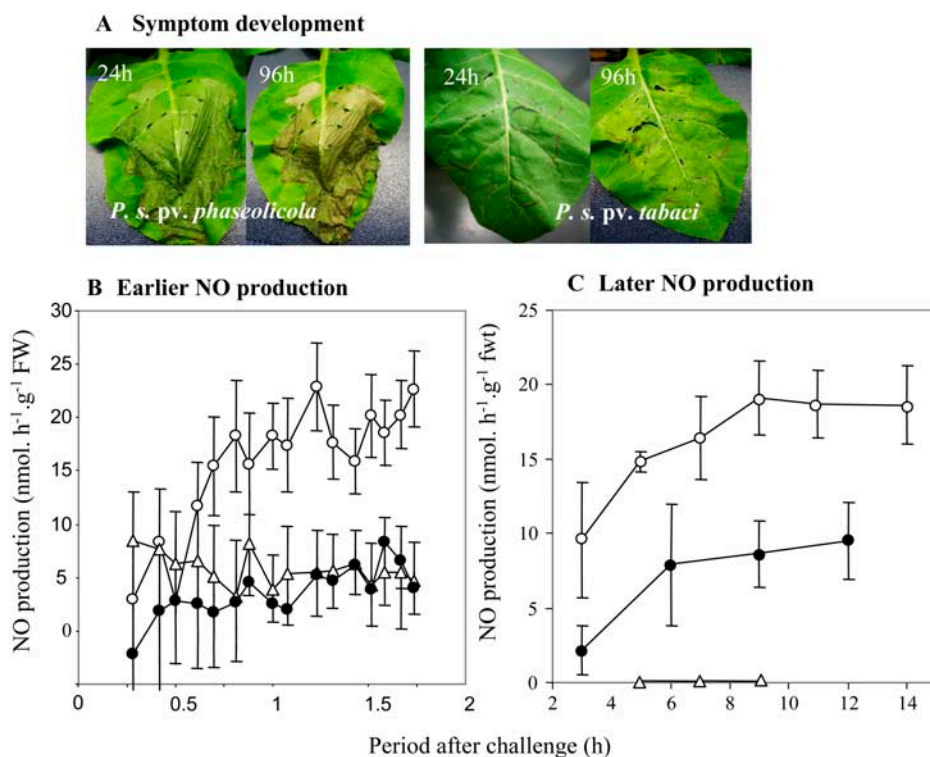 A Symptom development
24h
96h
24h
96h
P. s. pv. phaseolicola
P. s. pv. tabaci
B Earlier NO production
C Later NO production
NO production (nmol. h⁻¹.g⁻¹ FW)
30
25
20
15
10
5
0
0
0.5
1
1.5
2
NO production (nmol. h⁻¹.g⁻¹ fwt)
25
20
15
10
5
0
2
4
6
8
10
12
14
Period after challenge (h)